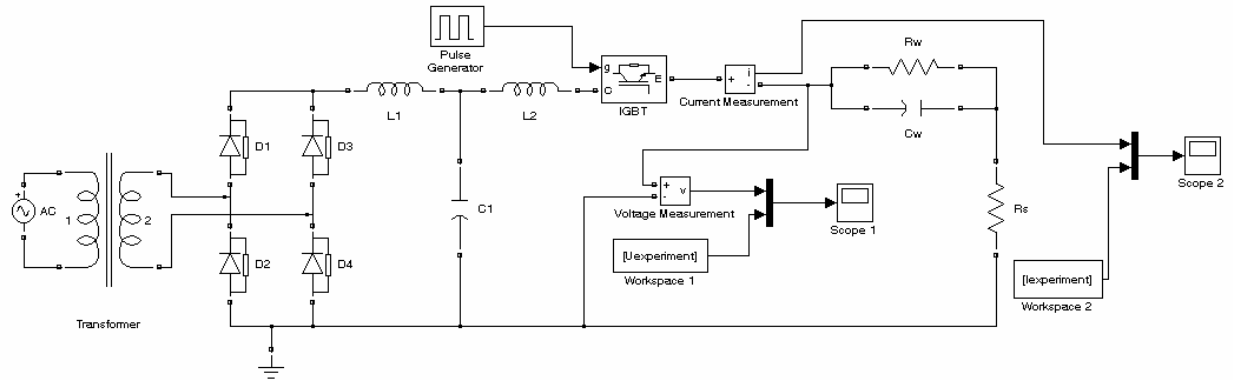 Pulse
Generator
g
C
E
IGBT
+
i
-
Current Measurement
Rw
Cw
L1
L2
D1
D3
D2
D4
C1
+
AC
1
2
Transformer
+
-
v
Voltage Measurement
Scope 1
[Uexperiment]
Workspace 1
Rs
Scope 2
[Iexperiment]
Workspace 2